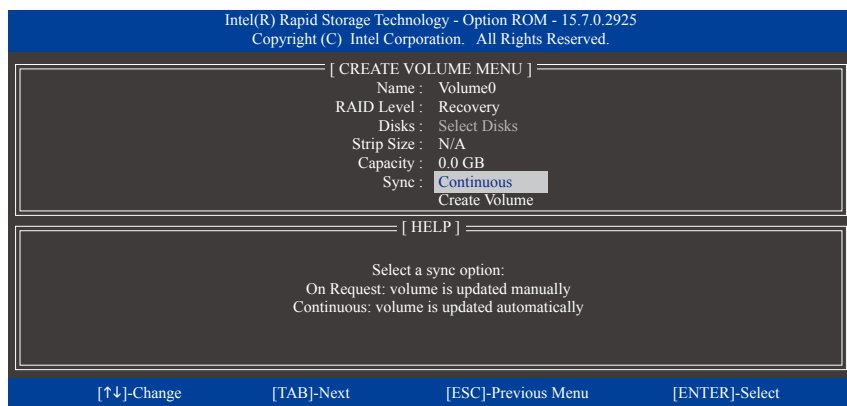 Intel(R) Rapid Storage Technology - Option ROM - 15.7.0.2925
Copyright (C) Intel Corporation. All Rights Reserved.
[ CREATE VOLUME MENU ]
Name : Volume0
RAID Level : Recovery
Disks : Select Disks
Strip Size : N/A
Capacity : 0.0 GB
Sync : Continuous
Create Volume
[ HELP ]
Select a sync option:
On Request: volume is updated manually
Continuous: volume is updated automatically
[↑↓]-Change [TAB]-Next [ESC]-Previous Menu [ENTER]-Select